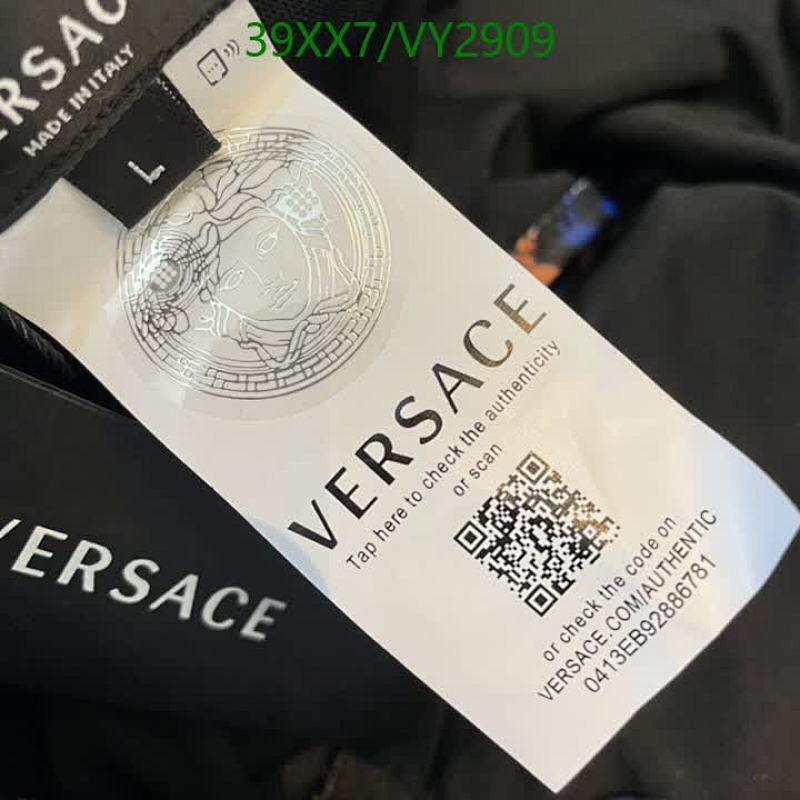 39XX7/VY2909
ERSAC
MADE IN ITALY
L
VERSACE
Tap here to check the authenticity
or scan
or check the code on
VERSACE.COM/AUTHENTIC
0413EB92886781
VERSACE